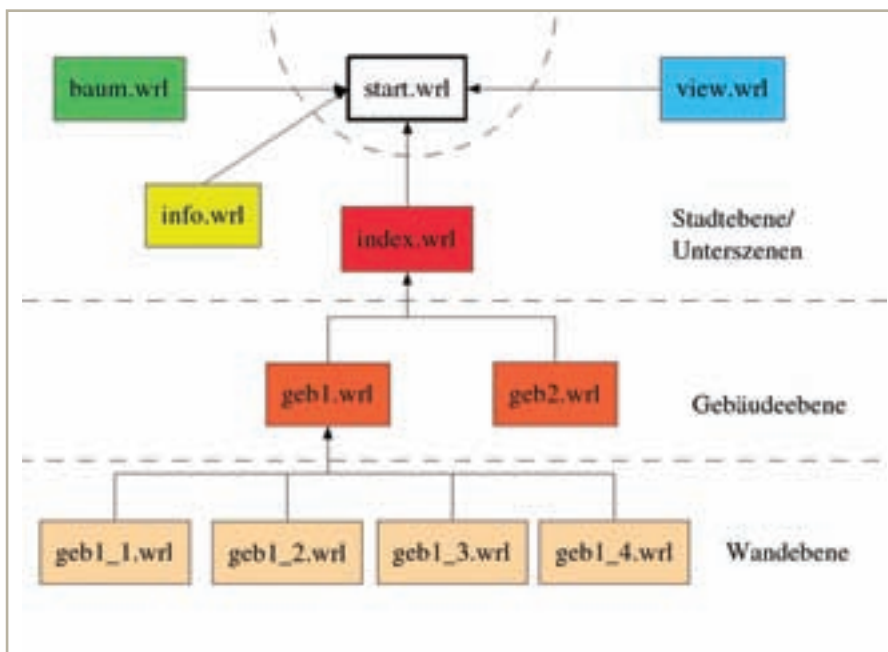 baum.wrl
start.wrl
view.wrl
info.wrl
index.wrl
Stadtebene/
Unterszenen
geb1.wrl
geb2.wrl
Gebäudeebene
geb1_1.wrl
geb1_2.wrl
geb1_3.wrl
geb1_4.wrl
Wandebene